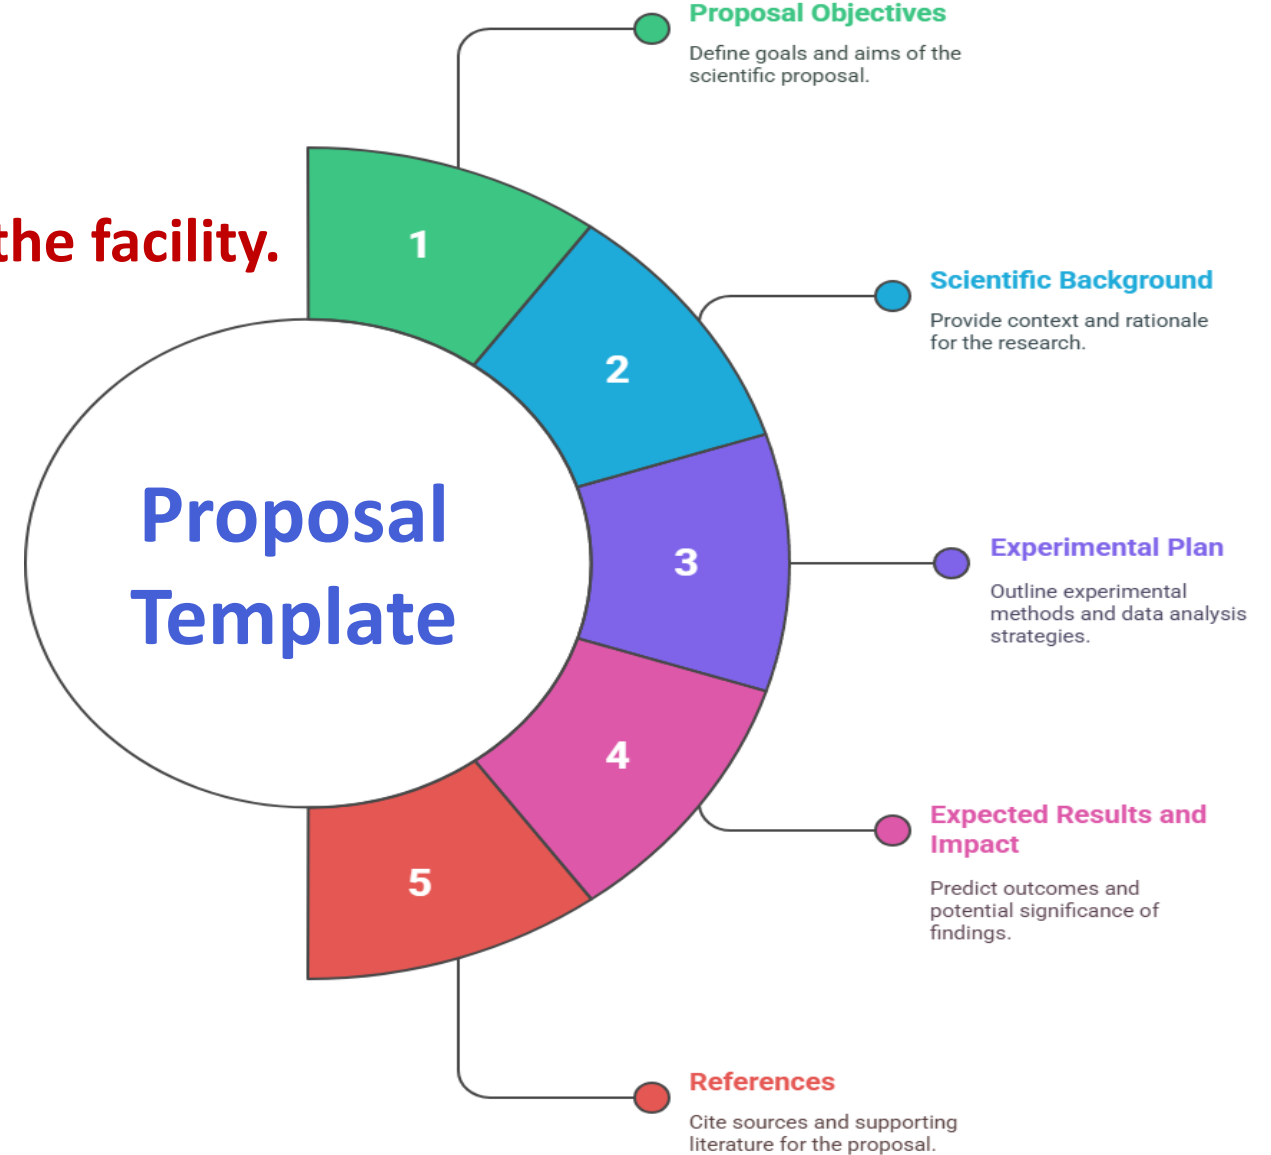 Proposal Objectives
Define goals and aims of the
scientific proposal.
the facility.
1
Scientific Background
Provide context and rationale
for the research.
2
Proposal
Template
3
Experimental Plan
Outline experimental
methods and data analysis
strategies.
4
Expected Results and
Impact
Predict outcomes and
potential significance of
findings.
5
References
Cite sources and supporting
literature for the proposal.